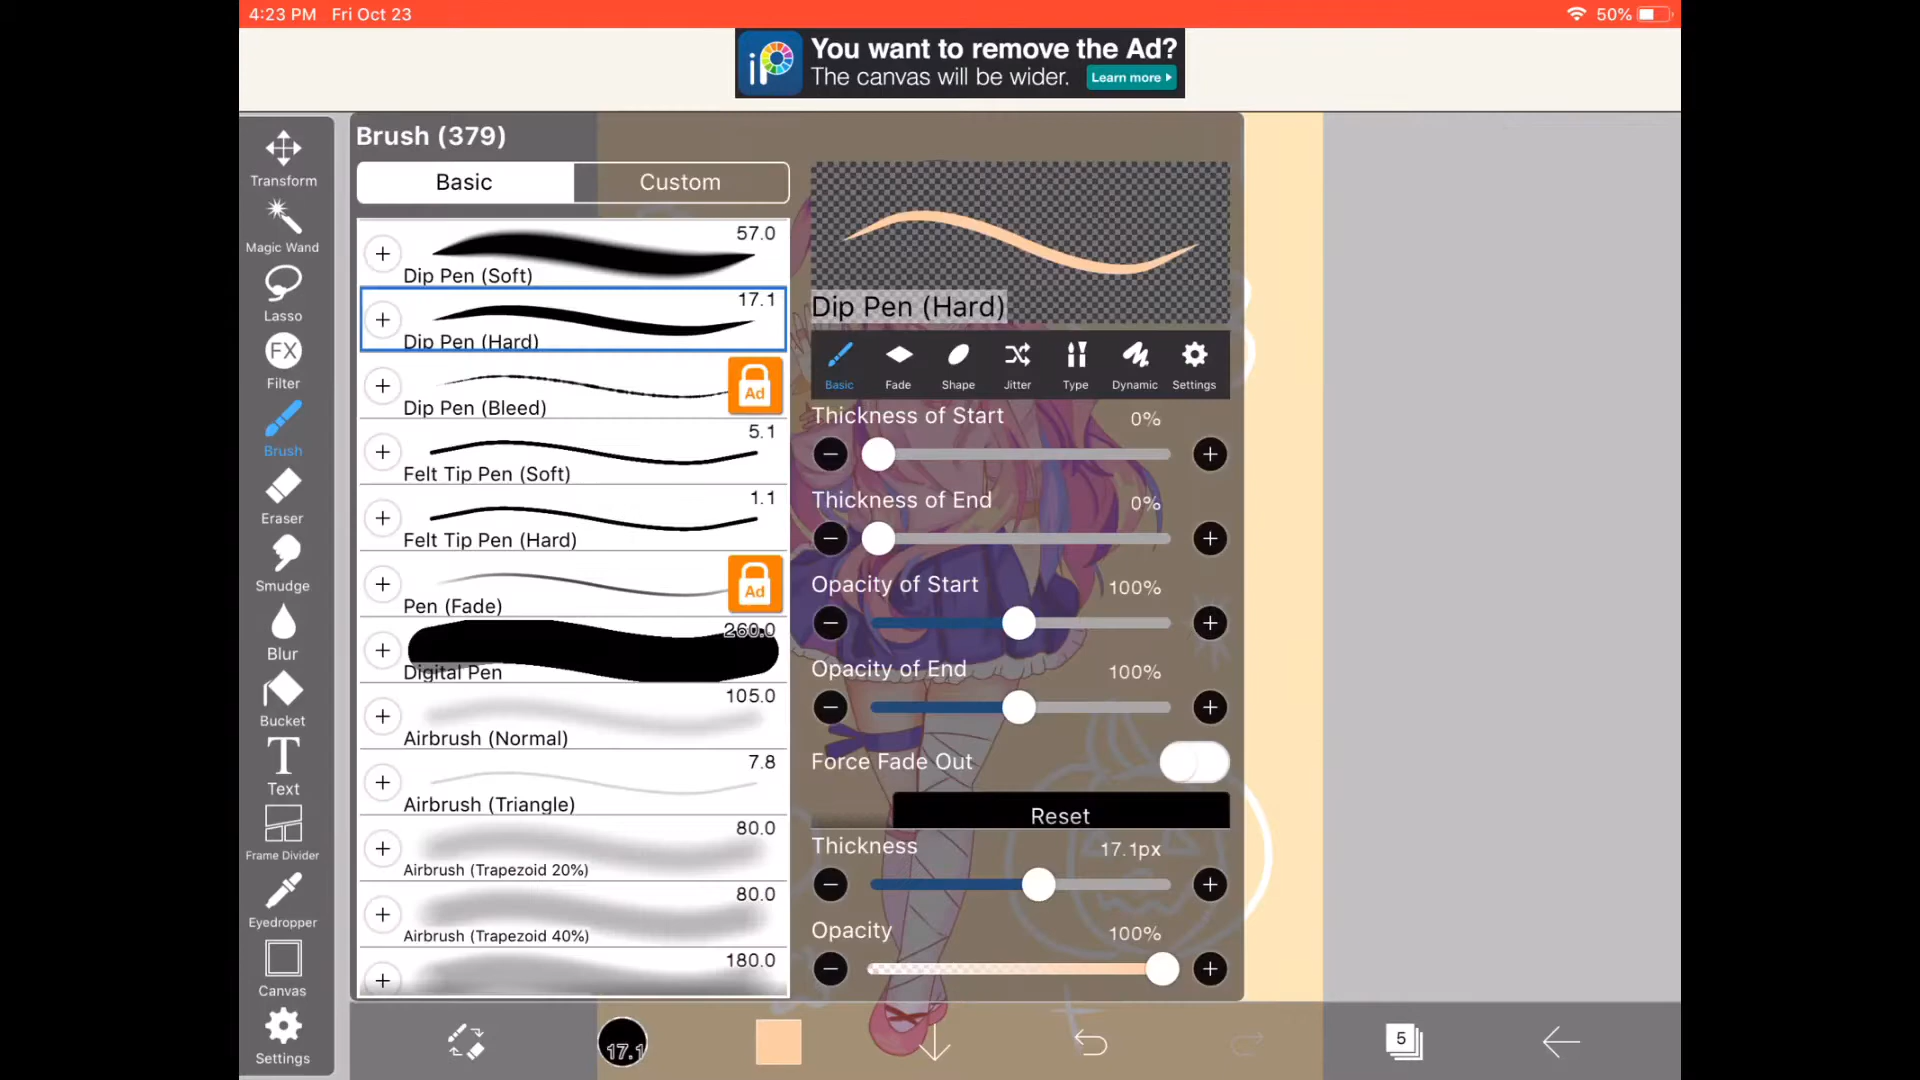 4:23 PM Fri Oct 23
50%
iP
You want to remove the Ad?
The canvas will be wider.
Learn more
Transform
Magic Wand
Lasso
FX
Filter
Brush
Eraser
Smudge
Blur
Bucket
T
Text
Frame Divider
Eyedropper
Canvas
Settings
Brush (379)
Basic
Custom
57.0
Dip Pen (Soft)
17.1
Dip Pen (Hard)
Ad
Dip Pen (Bleed)
5.1
Felt Tip Pen (Soft)
1.1
Felt Tip Pen (Hard)
Ad
Pen (Fade)
260.0
Digital Pen
105.0
Airbrush (Normal)
7.8
Airbrush (Triangle)
80.0
Airbrush (Trapezoid 20%)
80.0
Airbrush (Trapezoid 40%)
180.0
Dip Pen (Hard)
Basic
Fade
Shape
Jitter
Type
Dynamic
Settings
Thickness of Start 0%
Thickness of End 0%
Opacity of Start 100%
Opacity of End 100%
Force Fade Out
Reset
Thickness 17.1px
Opacity 100%
17.1
5